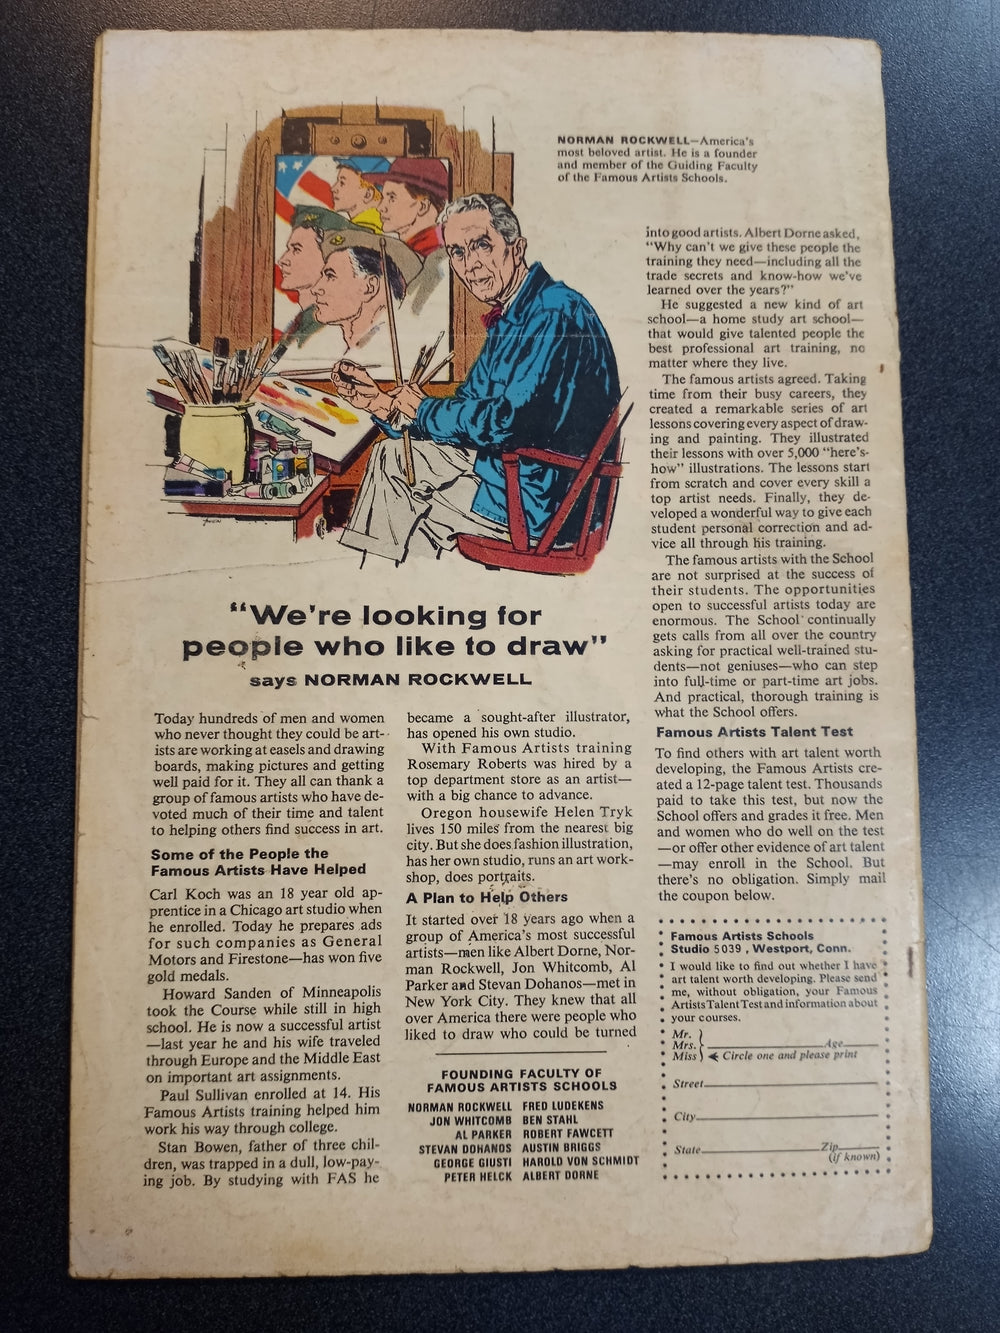 NORMAN ROCKWELL—America's
most beloved artist. He is a founder
and member of the Guiding Faculty
of the Famous Artists Schools.
"We're looking for
people who like to draw"
says NORMAN ROCKWELL
Today hundreds of men and women
who never thought they could be art-
ists are working at easels and drawing
boards, making pictures and getting
well paid for it. They all can thank a
group of famous artists who have de-
voted much of their time and talent
to helping others find success in art.
Some of the People the
Famous Artists Have Helped
Carl Koch was an 18 year old ap-
prentice in a Chicago art studio when
he enrolled. Today he prepares ads
for such companies as General
Motors and Firestone—has won five
gold medals.
Howard Sanden of Minneapolis
took the Course while still in high
school. He is now a successful artist
—last year he and his wife traveled
through Europe and the Middle East
on important art assignments.
Paul Sullivan enrolled at 14. His
Famous Artists training helped him
work his way through college.
Stan Bowen, father of three chil-
dren, was trapped in a dull, low-pay-
ing job. By studying with FAS he
became a sought-after illustrator,
has opened his own studio.
With Famous Artists training
Rosemary Roberts was hired by a
top department store as an artist—
with a big chance to advance.
Oregon housewife Helen Tryk
lives 150 miles from the nearest big
city. But she does fashion illustration,
has her own studio, runs an art work-
shop, does portraits.
A Plan to Help Others
It started over 18 years ago when a
group of America's most successful
artists—men like Albert Dorne, Nor-
man Rockwell, Jon Whitcomb, Al
Parker and Stevan Dohanos—met in
New York City. They knew that all
over America there were people who
liked to draw who could be turned
into good artists. Albert Dorne asked,
"Why can't we give these people the
training they need—including all the
trade secrets and know-how we've
learned over the years?"
He suggested a new kind of art
school—a home study art school—
that would give talented people the
best professional art training, no
matter where they live.
The famous artists agreed. Taking
time from their busy careers, they
created a remarkable series of art
lessons covering every aspect of draw-
ing and painting. They illustrated
their lessons with over 5,000 "here's-
how" illustrations. The lessons start
from scratch and cover every skill a
top artist needs. Finally, they de-
veloped a wonderful way to give each
student personal correction and ad-
vice all through his training.
The famous artists with the School
are not surprised at the success of
their students. The opportunities
open to successful artists today are
enormous. The School continually
gets calls from all over the country
asking for practical well-trained stu-
dents—not geniuses—who can step
into full-time or part-time art jobs.
And practical, thorough training is
what the School offers.
Famous Artists Talent Test
To find others with art talent worth
developing, the Famous Artists cre-
ated a 12-page talent test. Thousands
paid to take this test, but now the
School offers and grades it free. Men
and women who do well on the test
—or offer other evidence of art talent
—may enroll in the School. But
there's no obligation. Simply mail
the coupon below.
FOUNDING FACULTY OF
FAMOUS ARTISTS SCHOOLS
NORMAN ROCKWELL FRED LUDEKENS
JON WHITCOMB BEN STAHL
AL PARKER ROBERT FAWCETT
STEVAN DOHANOS AUSTIN BRIGGS
GEORGE GIUSTI HAROLD VON SCHMIDT
PETER HELCK ALBERT DORNE
Famous Artists Schools
Studio 5039, Westport, Conn.
I would like to find out whether I have
art talent worth developing. Please send
me, without obligation, your Famous
Artists Talent Test and information about
your courses.
Mr.
Mrs. Age
Miss Circle one and please print
Street
City
State Zip
(if known)